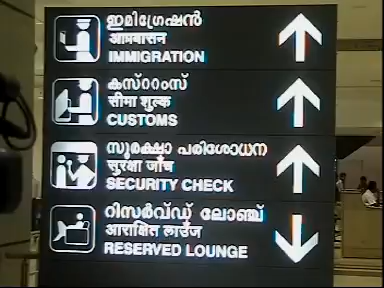 ഇമിഗ്രേഷൻ
आप्रवासन
IMMIGRATION
കസ്റ്റംസ്
सीमा शुल्क
CUSTOMS
സുരക്ഷാ പരിശോധന
सुरक्षा जाँच
SECURITY CHECK
റിസർവ്ഡ് ലോഞ്ച്
आरक्षित लाउँज
RESERVED LOUNGE